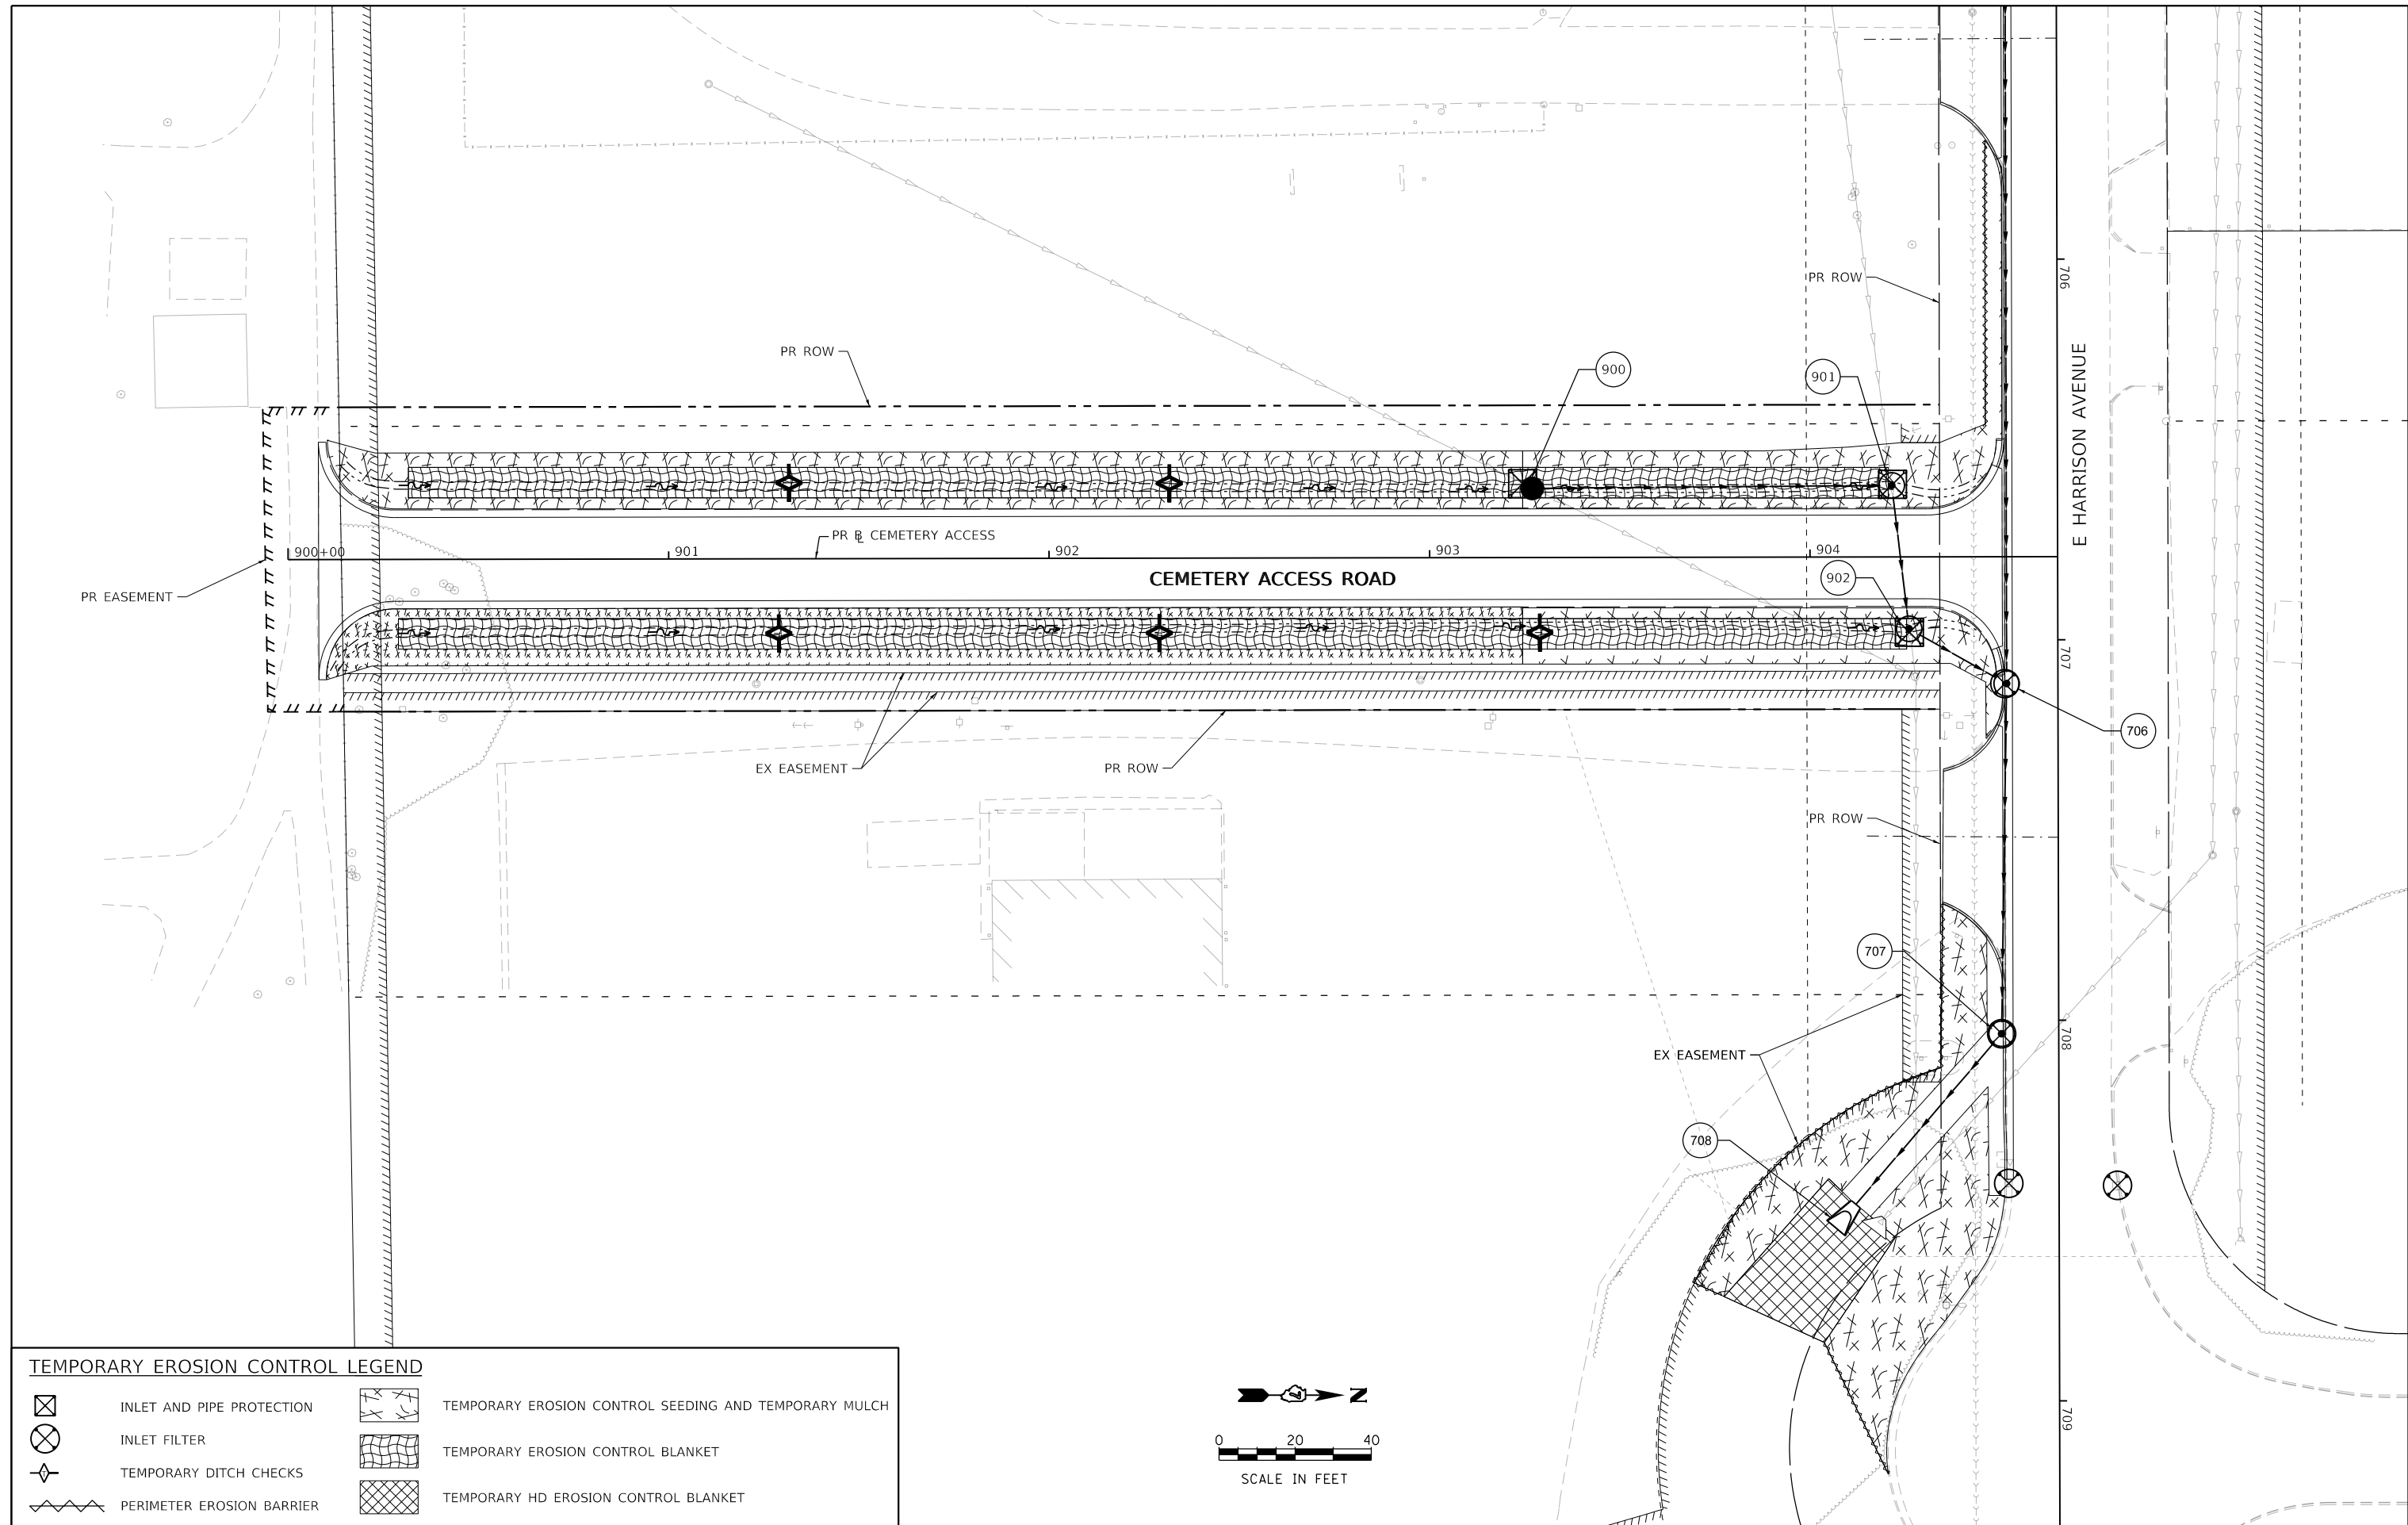 706
PR ROW
E HARRISON AVENUE
PR ROW
900
901
PR BL CEMETERY ACCESS
900+00
901
902
903
904
CEMETERY ACCESS ROAD
902
PR EASEMENT
707
706
EX EASEMENT
PR ROW
PR ROW
707
708
EX EASEMENT
708
709
TEMPORARY EROSION CONTROL LEGEND
INLET AND PIPE PROTECTION
INLET FILTER
TEMPORARY DITCH CHECKS
PERIMETER EROSION BARRIER
TEMPORARY EROSION CONTROL SEEDING AND TEMPORARY MULCH
TEMPORARY EROSION CONTROL BLANKET
TEMPORARY HD EROSION CONTROL BLANKET
N
0 20 40
SCALE IN FEET